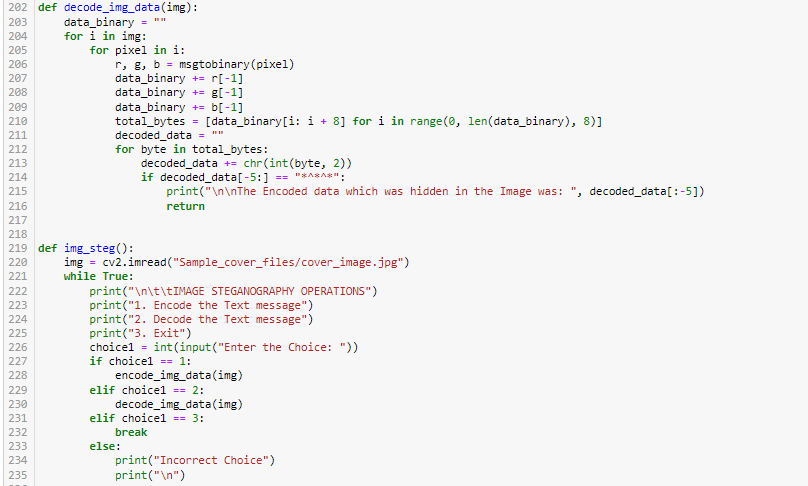 202 def decode_img_data(img):
203     data_binary = ""
204     for i in img:
205         for pixel in i:
206             r, g, b = msgtobinary(pixel)
207             data_binary += r[-1]
208             data_binary += g[-1]
209             data_binary += b[-1]
210             total_bytes = [data_binary[i: i + 8] for i in range(0, len(data_binary), 8)]
211             decoded_data = ""
212             for byte in total_bytes:
213                 decoded_data += chr(int(byte, 2))
214                 if decoded_data[-5:] == "*^*^*":
215                     print("\n\nThe Encoded data which was hidden in the Image was: ", decoded_data[:-5])
216                     return
217
218
219 def img_steg():
220     img = cv2.imread("Sample_cover_files/cover_image.jpg")
221     while True:
222         print("\n\t\tIMAGE STEGANOGRAPHY OPERATIONS")
223         print("1. Encode the Text message")
224         print("2. Decode the Text message")
225         print("3. Exit")
226         choice1 = int(input("Enter the Choice: "))
227         if choice1 == 1:
228             encode_img_data(img)
229         elif choice1 == 2:
230             decode_img_data(img)
231         elif choice1 == 3:
232             break
233         else:
234             print("Incorrect Choice")
235             print("\n")